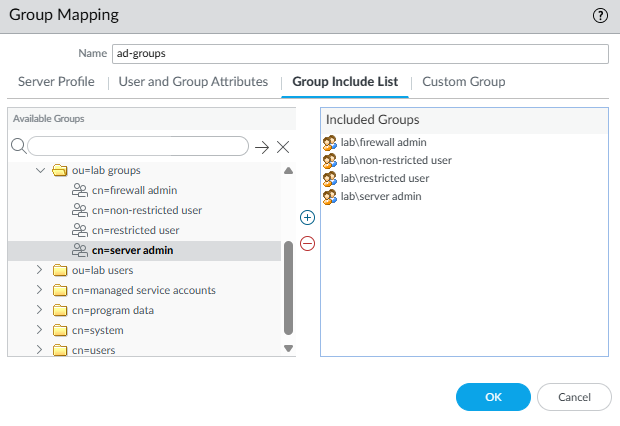 Group Mapping
?
Name ad-groups
Server Profile User and Group Attributes Group Include List Custom Group
Available Groups
ou=lab groups
cn=firewall admin
cn=non-restricted user
cn=restricted user
cn=server admin
ou=lab users
cn=managed service accounts
cn=program data
cn=system
cn=users
Included Groups
lab\firewall admin
lab\non-restricted user
lab\restricted user
lab\server admin
OK Cancel